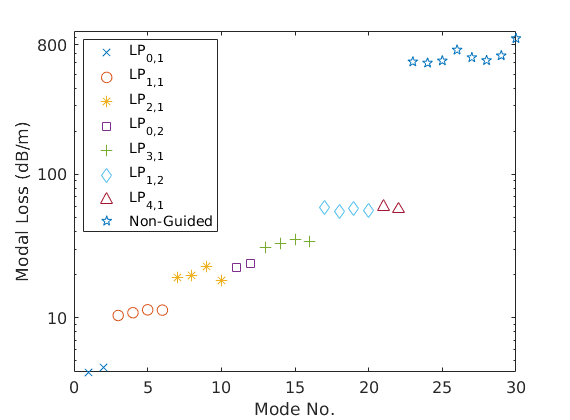 800
100
10
Modal Loss (dB/m)
LP0,1
LP1,1
LP2,1
LP0,2
LP3,1
LP1,2
LP4,1
Non-Guided
0 5 10 15 20 25 30
Mode No.